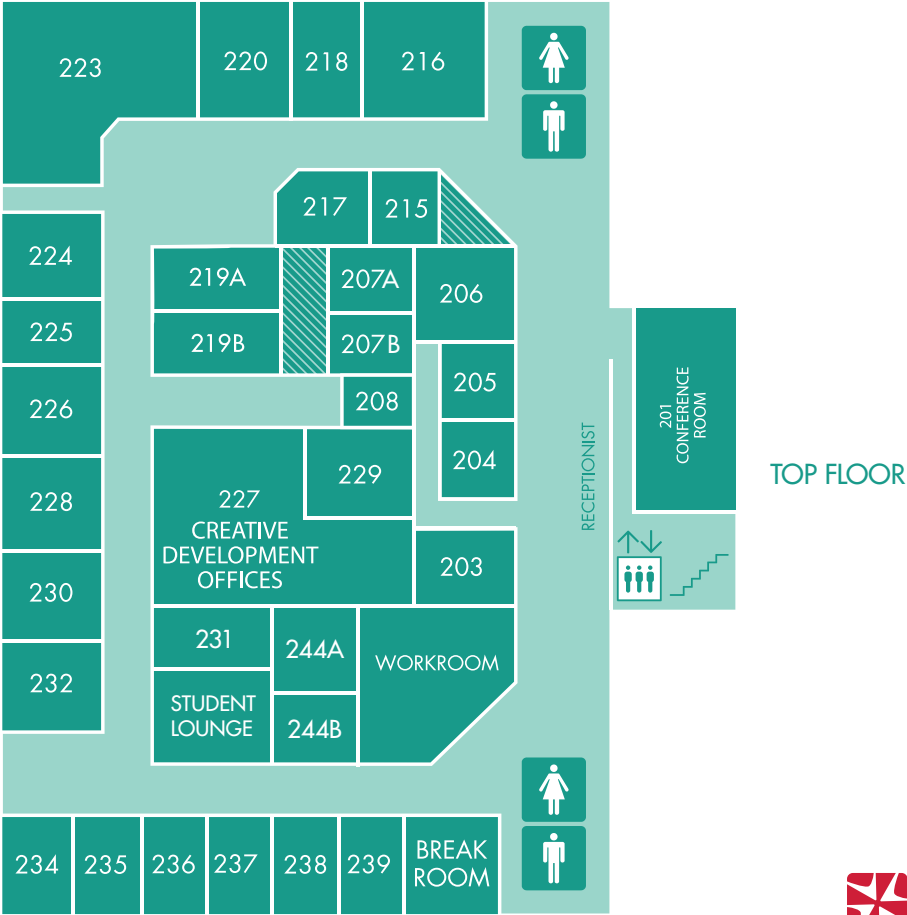 223
220
218
216
217
215
224
219A
207A
206
225
219B
207B
205
226
208
201
CONFERENCE
ROOM
204
RECEPTIONIST
TOP FLOOR
228
229
227
CREATIVE
DEVELOPMENT
OFFICES
203
230
231
244A
WORKROOM
232
STUDENT
LOUNGE
244B
234
235
236
237
238
239
BREAK
ROOM